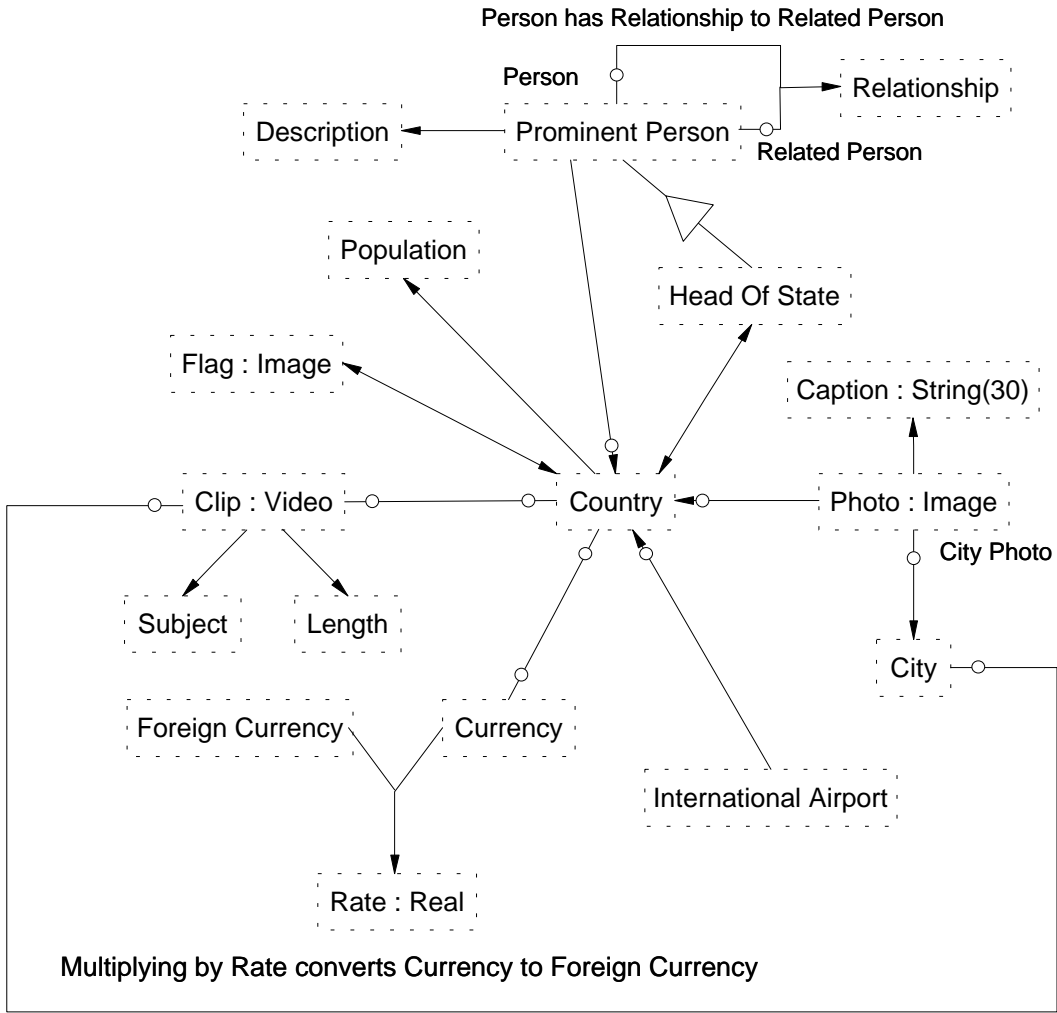 Person has Relationship to Related Person
Person
Relationship
Description
Prominent Person
Related Person
Population
Head Of State
Flag : Image
Caption : String(30)
Clip : Video
Country
Photo : Image
City Photo
Subject
Length
City
Foreign Currency
Currency
International Airport
Rate : Real
Multiplying by Rate converts Currency to Foreign Currency